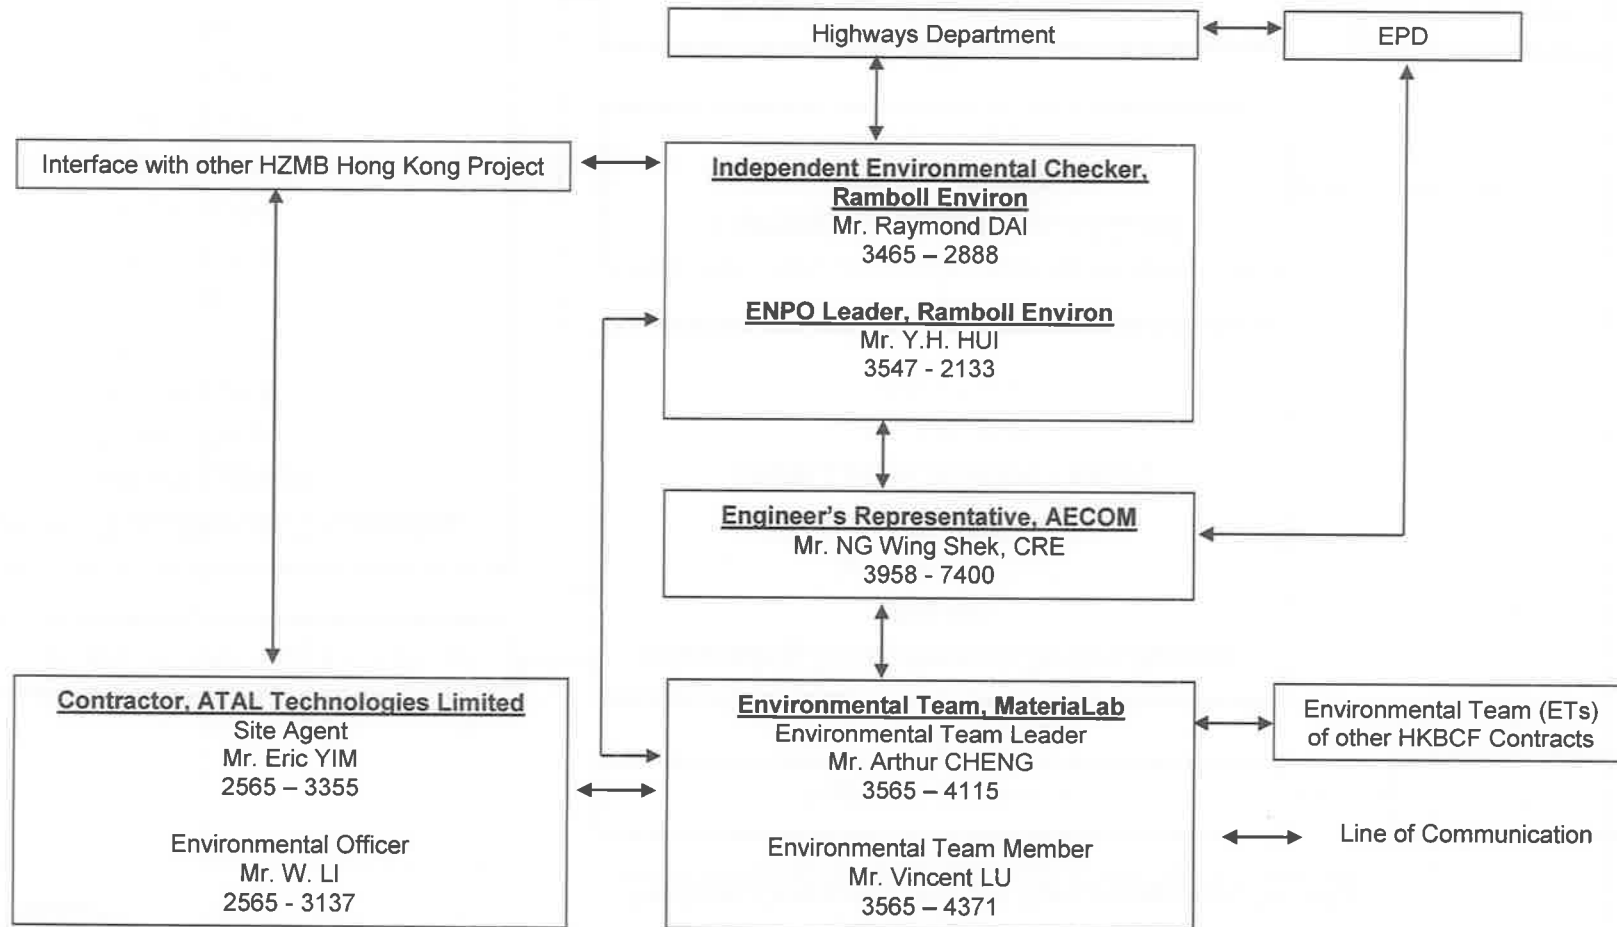 Highways Department
EPD
Interface with other HZMB Hong Kong Project
Independent Environmental Checker,
Ramboll Environ
Mr. Raymond DAI
3465 – 2888
ENPO Leader, Ramboll Environ
Mr. Y.H. HUI
3547 - 2133
Engineer's Representative, AECOM
Mr. NG Wing Shek, CRE
3958 - 7400
Contractor, ATAL Technologies Limited
Site Agent
Mr. Eric YIM
2565 – 3355
Environmental Officer
Mr. W. LI
2565 - 3137
Environmental Team, MateriaLab
Environmental Team Leader
Mr. Arthur CHENG
3565 – 4115
Environmental Team Member
Mr. Vincent LU
3565 – 4371
Environmental Team (ETs)
of other HKBCF Contracts
Line of Communication